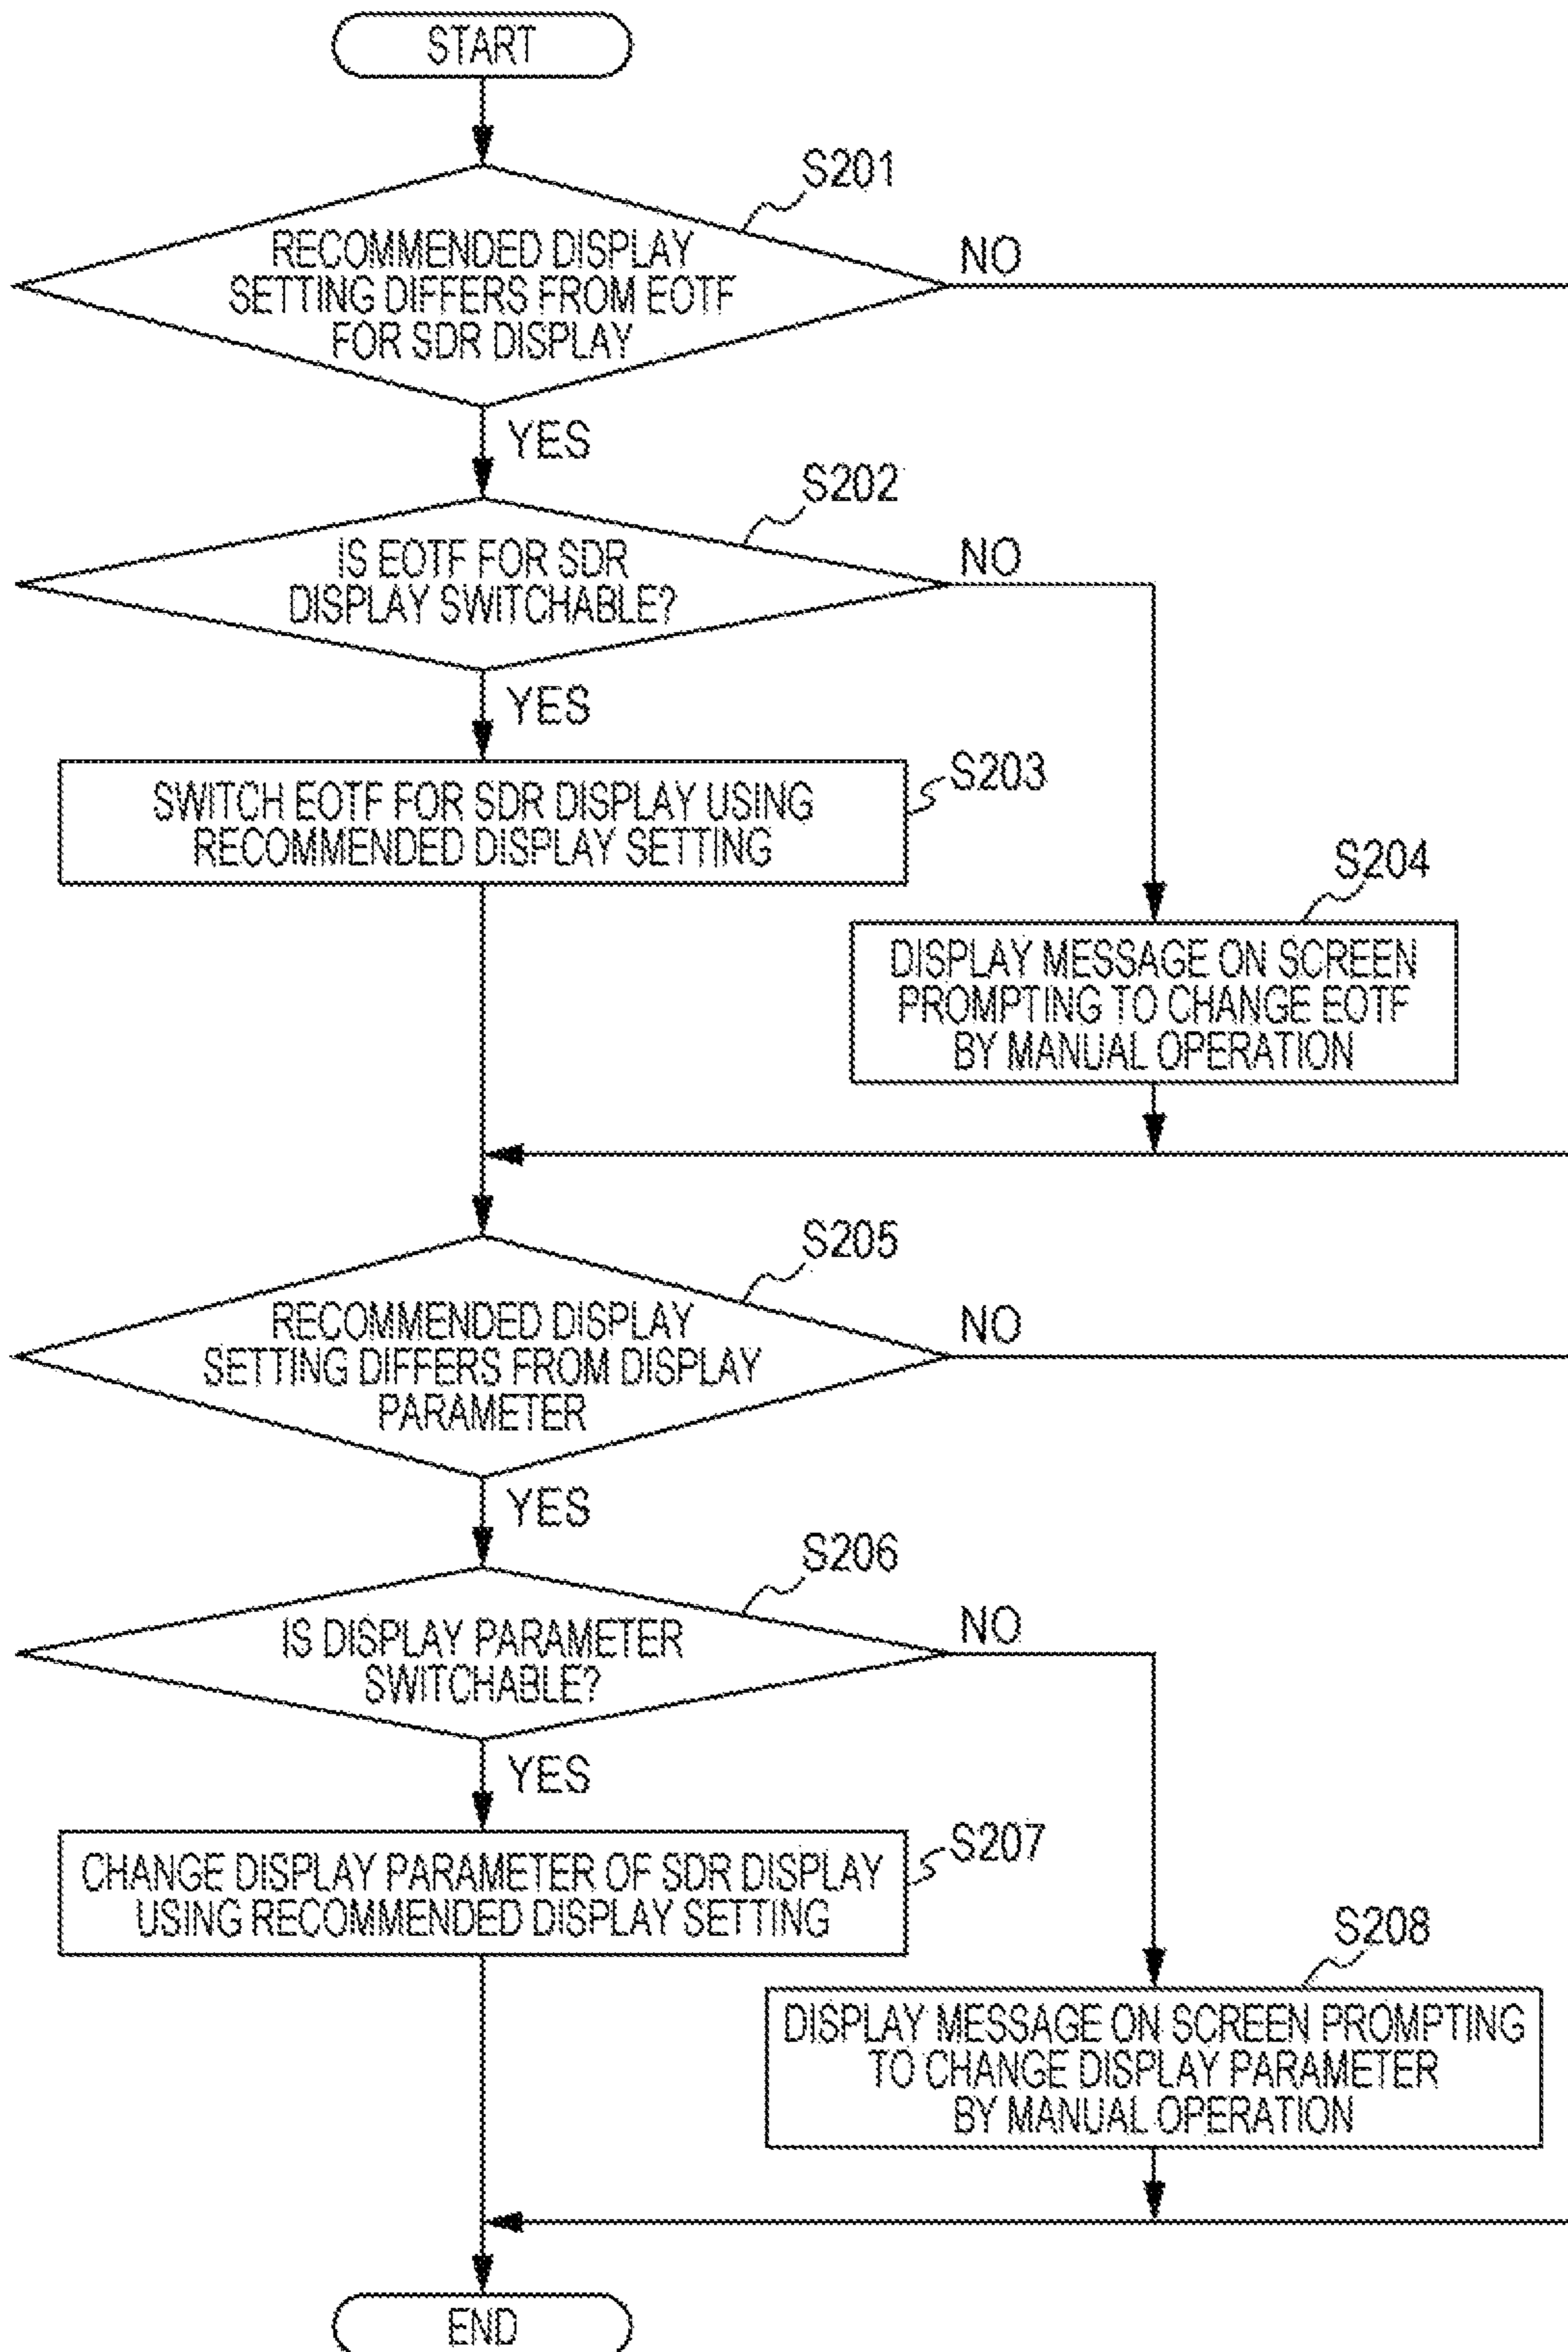 START
S201
RECOMMENDED DISPLAY
SETTING DIFFERS FROM EOTF
FOR SDR DISPLAY
NO
YES
S202
IS EOTF FOR SDR
DISPLAY SWITCHABLE?
NO
YES
S203
SWITCH EOTF FOR SDR DISPLAY USING
RECOMMENDED DISPLAY SETTING
S204
DISPLAY MESSAGE ON SCREEN
PROMPTING TO CHANGE EOTF
BY MANUAL OPERATION
S205
RECOMMENDED DISPLAY
SETTING DIFFERS FROM DISPLAY
PARAMETER
NO
YES
S206
IS DISPLAY PARAMETER
SWITCHABLE?
NO
YES
S207
CHANGE DISPLAY PARAMETER OF SDR DISPLAY
USING RECOMMENDED DISPLAY SETTING
S208
DISPLAY MESSAGE ON SCREEN PROMPTING
TO CHANGE DISPLAY PARAMETER
BY MANUAL OPERATION
END